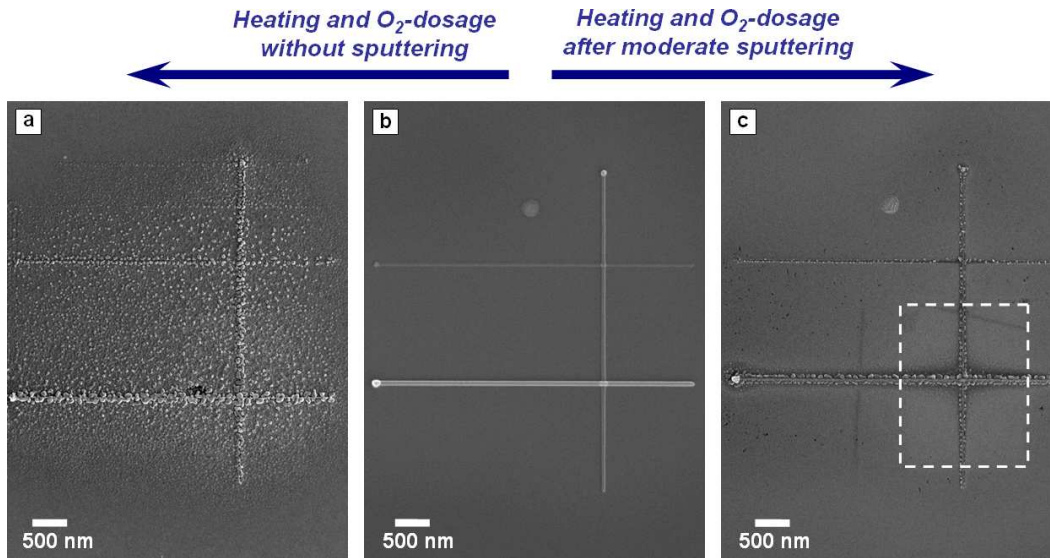 Heating and O₂-dosage
without sputtering
Heating and O₂-dosage
after moderate sputtering
a
b
c
500 nm
500 nm
500 nm